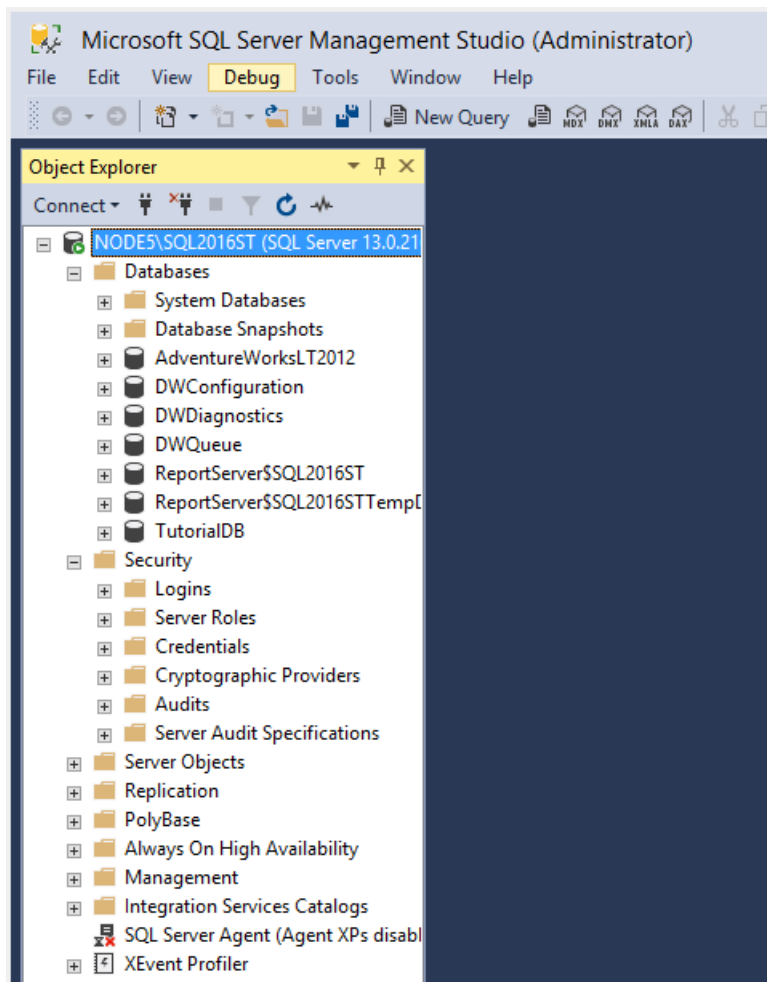 Microsoft SQL Server Management Studio (Administrator)
File Edit View Debug Tools Window Help
New Query MDX DMX XMLA DAX
Object Explorer
Connect
NODE5\SQL2016ST (SQL Server 13.0.21
Databases
System Databases
Database Snapshots
AdventureWorksLT2012
DWConfiguration
DWDiagnostics
DWQueue
ReportServer$SQL2016ST
ReportServer$SQL2016STTemp
TutorialDB
Security
Logins
Server Roles
Credentials
Cryptographic Providers
Audits
Server Audit Specifications
Server Objects
Replication
PolyBase
Always On High Availability
Management
Integration Services Catalogs
SQL Server Agent (Agent XPs disabl
XEvent Profiler